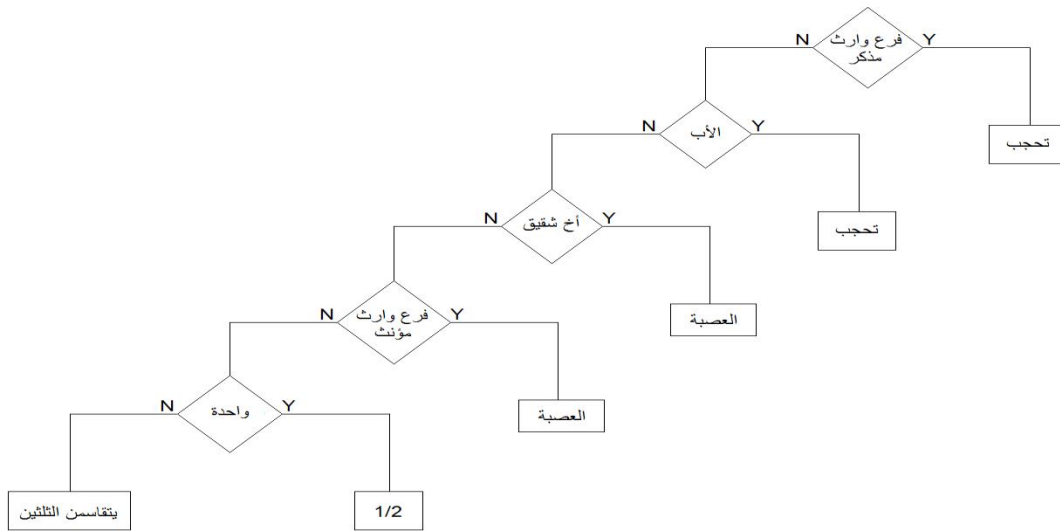 فرع وارث
مذكر
Y
N
تحجب
الأب
Y
N
تحجب
أخ شقيق
Y
N
العصبة
فرع وارث
مؤنث
Y
N
العصبة
واحدة
Y
N
1/2
يتقاسمن الثلثين